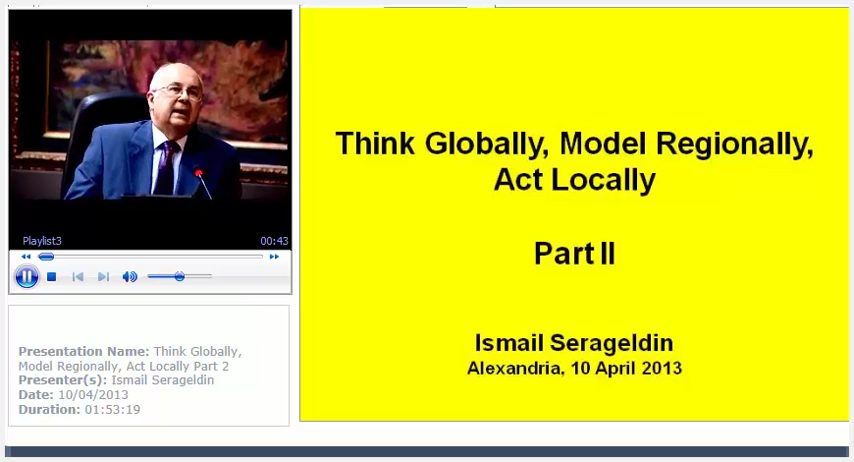 Think Globally, Model Regionally,
Act Locally
Part II
Ismail Serageldin
Alexandria, 10 April 2013
Playlist3 00:43
Presentation Name: Think Globally,
Model Regionally, Act Locally Part 2
Presenter(s): Ismail Serageldin
Date: 10/04/2013
Duration: 01:53:19